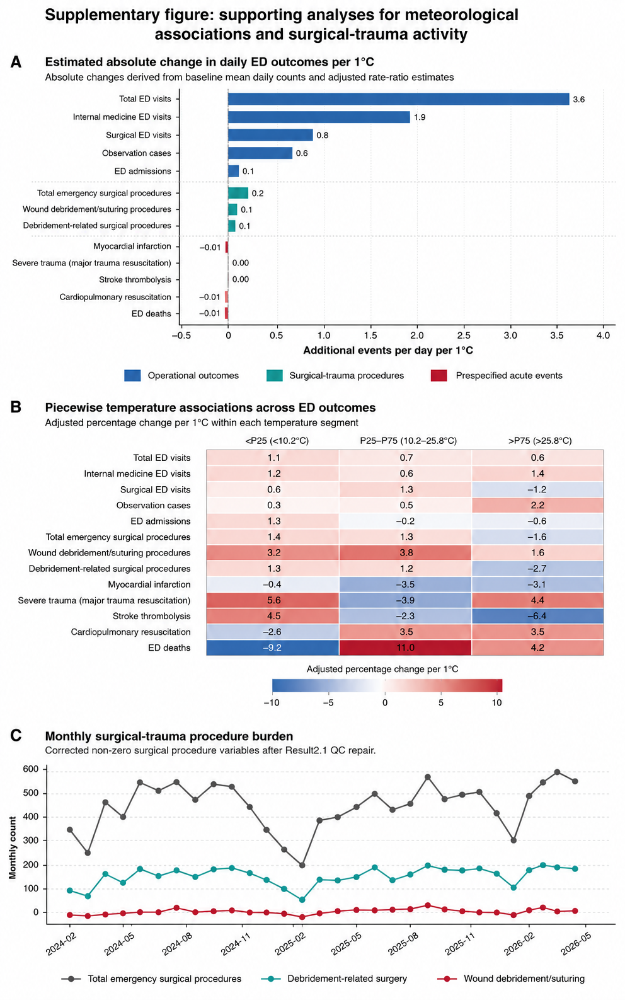 Supplementary figure: supporting analyses for meteorological
associations and surgical-trauma activity
A
Estimated absolute change in daily ED outcomes per 1°C
Absolute changes derived from baseline mean daily counts and adjusted rate-ratio estimates
Total ED visits 3.6
Internal medicine ED visits 1.9
Surgical ED visits 0.8
Observation cases 0.6
ED admissions 0.1
Total emergency surgical procedures 0.2
Wound debridement/suturing procedures 0.1
Debridement-related surgical procedures 0.1
Myocardial infarction −0.01
Severe trauma (major trauma resuscitation) 0.00
Stroke thrombolysis 0.00
Cardiopulmonary resuscitation −0.01
ED deaths −0.01
−0.5 0 0.5 1.0 1.5 2.0 2.5 3.0 3.5 4.0
Additional events per day per 1°C
Operational outcomes Surgical-trauma procedures Prespecified acute events
B
Piecewise temperature associations across ED outcomes
Adjusted percentage change per 1°C within each temperature segment
<P25 (<10.2°C) P25–P75 (10.2–25.8°C) >P75 (>25.8°C)
Total ED visits 1.1 0.7 0.6
Internal medicine ED visits 1.2 0.6 1.4
Surgical ED visits 0.6 1.3 −1.2
Observation cases 0.3 0.5 2.2
ED admissions 1.3 −0.2 −0.6
Total emergency surgical procedures 1.4 1.3 −1.6
Wound debridement/suturing procedures 3.2 3.8 1.6
Debridement-related surgical procedures 1.3 1.2 −2.7
Myocardial infarction −0.4 −3.5 −3.1
Severe trauma (major trauma resuscitation) 5.6 −3.9 4.4
Stroke thrombolysis 4.5 −2.3 −6.4
Cardiopulmonary resuscitation −2.6 3.5 3.5
ED deaths −9.2 11.0 4.2
Adjusted percentage change per 1°C
−10 −5 0 5 10
C
Monthly surgical-trauma procedure burden
Corrected non-zero surgical procedure variables after Result2.1 QC repair.
Monthly count
600
500
400
300
200
100
0
2024-02 2024-05 2024-08 2024-11 2025-02 2025-05 2025-08 2025-11 2026-02 2026-05
Total emergency surgical procedures Debridement-related surgery Wound debridement/suturing